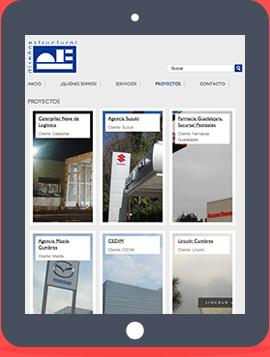 diseño
estructural
DE
Buscar
INICIO
¿QUIÉNES SOMOS?
SERVICIOS
PROYECTOS
CONTACTO
PROYECTOS
Caterpillar, Nave de
Logística
Cliente: Caterpillar
Agencia Suzuki
Cliente: Suzuki
Farmacia Guadalajara,
Sucursal Postales
Cliente: Farmacias
Guadalajara
SUZUKI
Agencia Mazda
Cumbres
Cliente: Mazda
CEDIM
Cliente: CEDIM
Lincoln Cumbres
Cliente: Lincoln
mazda
LINCOLN